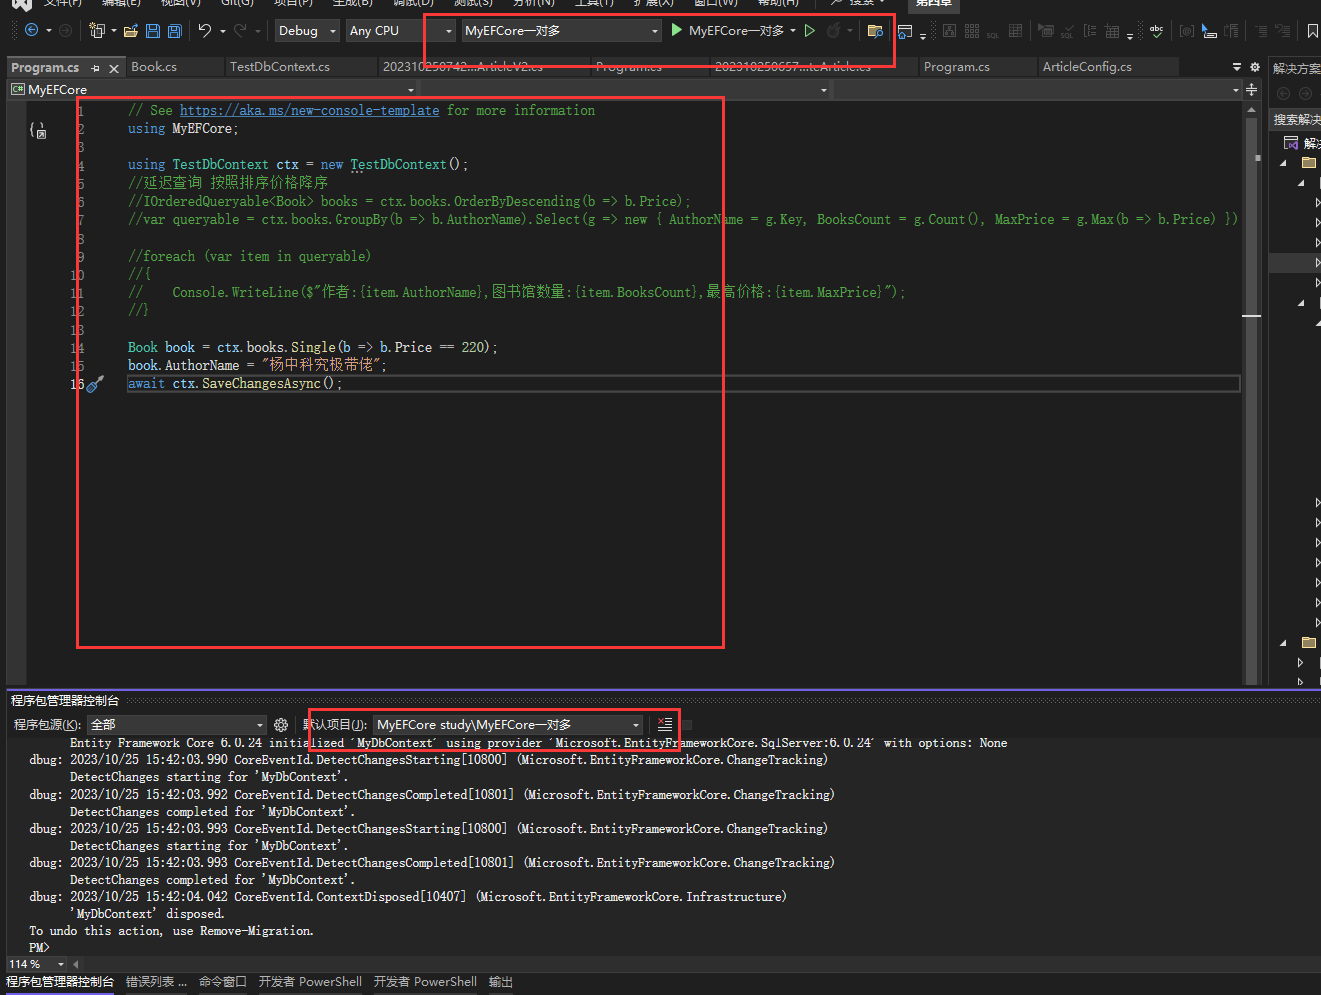 文件(F) 编辑(E) 视图(V) Git(G) 项目(P) 生成(B) 调试(D) 测试(S) 分析(N) 工具(T) 扩展(X) 窗口(W) 帮助(H) 搜索 第四章
Debug Any CPU MyEFCore一对多 MyEFCore一对多
Program.cs Book.cs TestDbContext.cs Program.cs Program.cs ArticleConfig.cs 解决方案
MyEFCore
搜索解决
1 // See https://aka.ms/new-console-template for more information
2 using MyEFCore;
3
4 using TestDbContext ctx = new TestDbContext();
5 //延迟查询 按照排序价格降序
6 //IOrderedQueryable<Book> books = ctx.books.OrderByDescending(b => b.Price);
7 //var queryable = ctx.books.GroupBy(b => b.AuthorName).Select(g => new { AuthorName = g.Key, BooksCount = g.Count(), MaxPrice = g.Max(b => b.Price) })
8
9 //foreach (var item in queryable)
10 //{
11 //    Console.WriteLine($"作者:{item.AuthorName},图书馆数量:{item.BooksCount},最高价格:{item.MaxPrice}");
12 //}
13
14 Book book = ctx.books.Single(b => b.Price == 220);
15 book.AuthorName = "杨中科究极带佬";
16 await ctx.SaveChangesAsync();
程序包管理器控制台
程序包源(K): 全部 默认项目(J): MyEFCore study\MyEFCore一对多
Entity Framework Core 6.0.24 initialized 'MyDbContext' using provider 'Microsoft.EntityFrameworkCore.SqlServer:6.0.24' with options: None
dbug: 2023/10/25 15:42:03.990 CoreEventId.DetectChangesStarting[10800] (Microsoft.EntityFrameworkCore.ChangeTracking)
DetectChanges starting for 'MyDbContext'.
dbug: 2023/10/25 15:42:03.992 CoreEventId.DetectChangesCompleted[10801] (Microsoft.EntityFrameworkCore.ChangeTracking)
DetectChanges completed for 'MyDbContext'.
dbug: 2023/10/25 15:42:03.993 CoreEventId.DetectChangesStarting[10800] (Microsoft.EntityFrameworkCore.ChangeTracking)
DetectChanges starting for 'MyDbContext'.
dbug: 2023/10/25 15:42:03.993 CoreEventId.DetectChangesCompleted[10801] (Microsoft.EntityFrameworkCore.ChangeTracking)
DetectChanges completed for 'MyDbContext'.
dbug: 2023/10/25 15:42:04.042 CoreEventId.ContextDisposed[10407] (Microsoft.EntityFrameworkCore.Infrastructure)
'MyDbContext' disposed.
To undo this action, use Remove-Migration.
PM>
114 %
程序包管理器控制台 错误列表 ... 命令窗口 开发者 PowerShell 开发者 PowerShell 输出